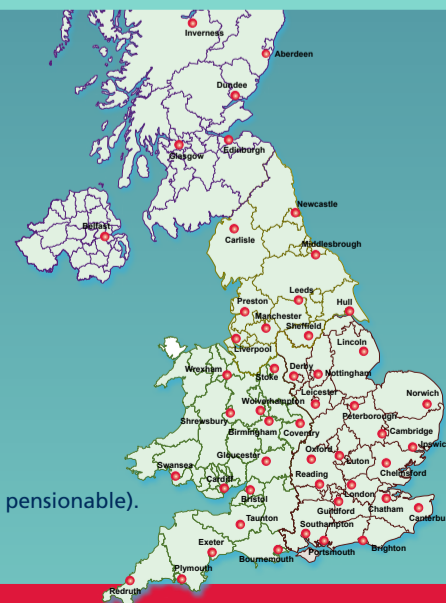 Inverness
Aberdeen
Dundee
Glasgow
Edinburgh
Newcastle
Belfast
Carlisle
Middlesbrough
Leeds
Preston
Hull
Manchester
Sheffield
Lincoln
Liverpool
Derby
Wrexham
Stoke
Nottingham
Leicester
Norwich
Wolverhampton
Peterborough
Shrewsbury
Cambridge
Birmingham
Coventry
Ipswic
Gloucester
Oxford
Luton
Swansea
Reading
Chelmsford
Cardiff
London
pensionable).
Bristol
Guildford
Chatham
Canterbu
Taunton
Southampton
Exeter
Bournemouth
Portsmouth
Brighton
Plymouth
Redruth